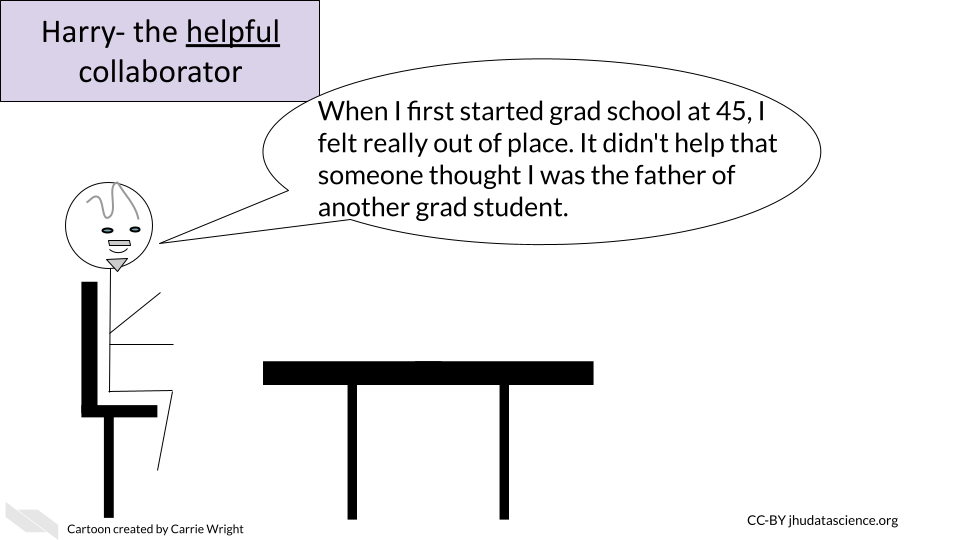 Harry- the helpful
collaborator
When I first started grad school at 45, I
felt really out of place. It didn't help that
someone thought I was the father of
another grad student.
Cartoon created by Carrie Wright
CC-BY jhudatascience.org